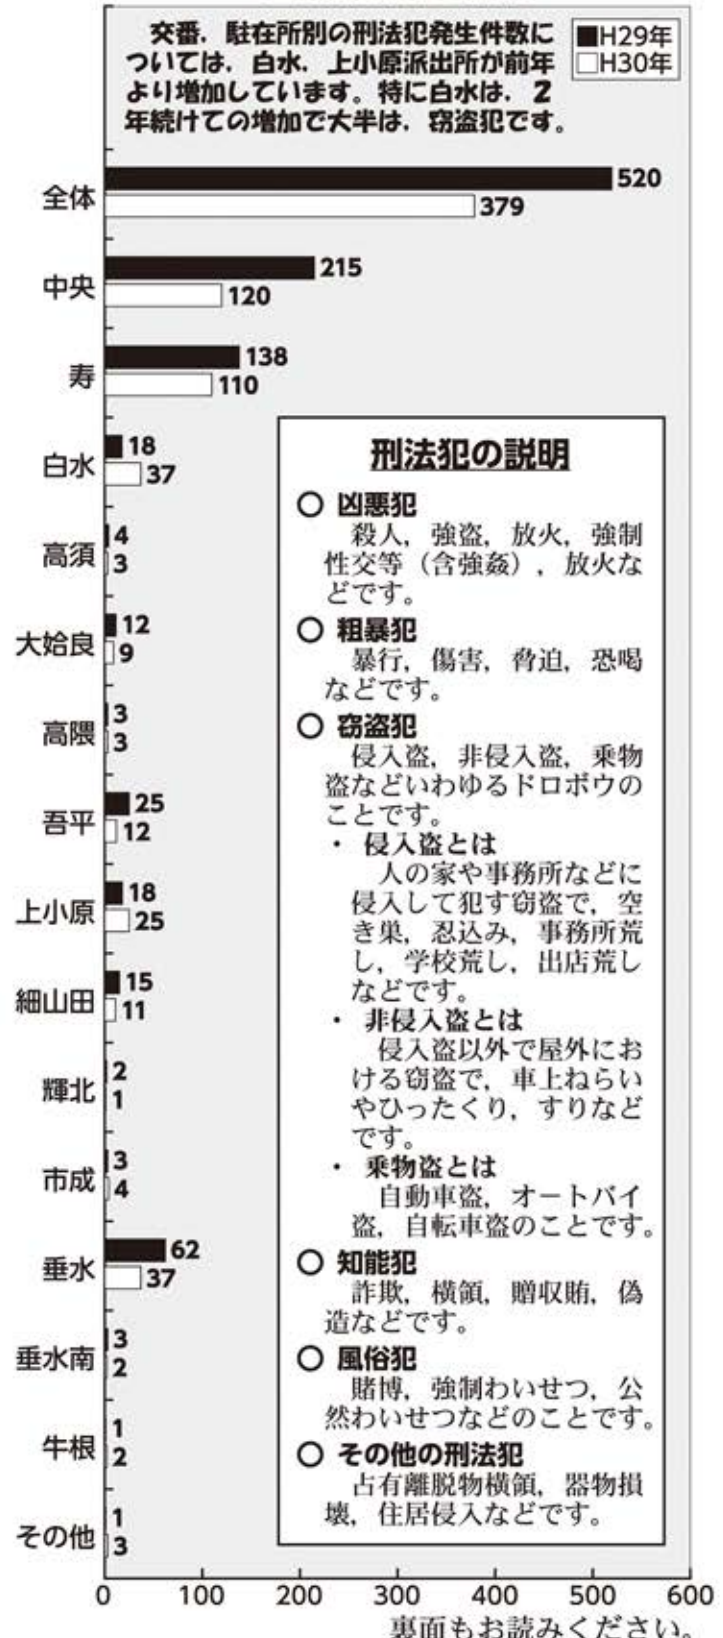 交番，駐在所別の刑法犯発生件数に
ついては，白水，上小原派出所が前年
より増加しています。特に白水は，2
年続けての増加で大半は，窃盗犯です。
■H29年
□H30年
全体
520
379
中央
215
120
寿
138
110
白水
18
37
高須
4
3
大姶良
12
9
高隈
3
3
吾平
25
12
上小原
18
25
細山田
15
11
輝北
2
1
市成
3
4
垂水
62
37
垂水南
3
2
牛根
1
2
その他
1
3
刑法犯の説明
○ 凶悪犯
殺人，強盗，放火，強制
性交等（含強姦），放火な
どです。
○ 粗暴犯
暴行，傷害，脅迫，恐喝
などです。
○ 窃盗犯
侵入盗，非侵入盗，乗物
盗などいわゆるドロボウの
ことです。
・ 侵入盗とは
人の家や事務所などに
侵入して犯す窃盗で，空
き巣，忍込み，事務所荒
し，学校荒し，出店荒し
などです。
・ 非侵入盗とは
侵入盗以外で屋外にお
ける窃盗で，車上ねらい
やひったくり，すりなど
です。
・ 乗物盗とは
自動車盗，オートバイ
盗，自転車盗のことです。
○ 知能犯
詐欺，横領，贈収賄，偽
造などです。
○ 風俗犯
賭博，強制わいせつ，公
然わいせつなどのことです。
○ その他の刑法犯
占有離脱物横領，器物損
壊，住居侵入などです。
0 100 200 300 400 500 600
裏面もお読みください。